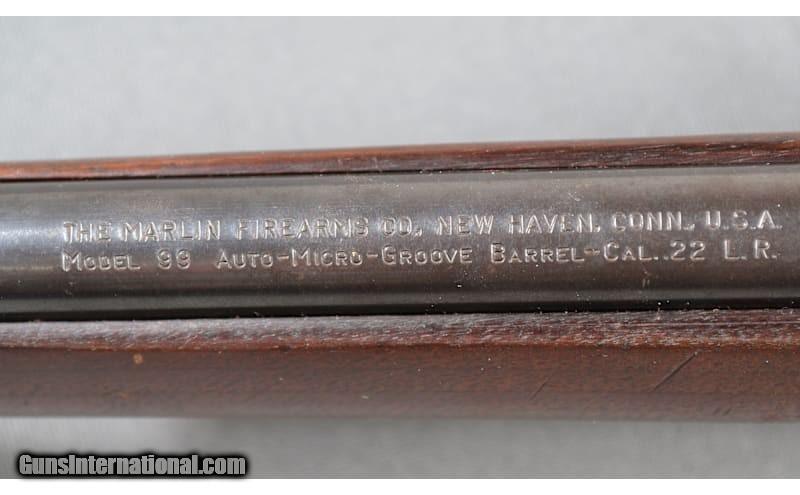 THE MARLIN FIREARMS CO., NEW HAVEN, CONN., U.S.A.
MODEL 99 AUTO-MICRO-GROOVE BARREL-CAL. .22 L.R.
GunsInternational.com